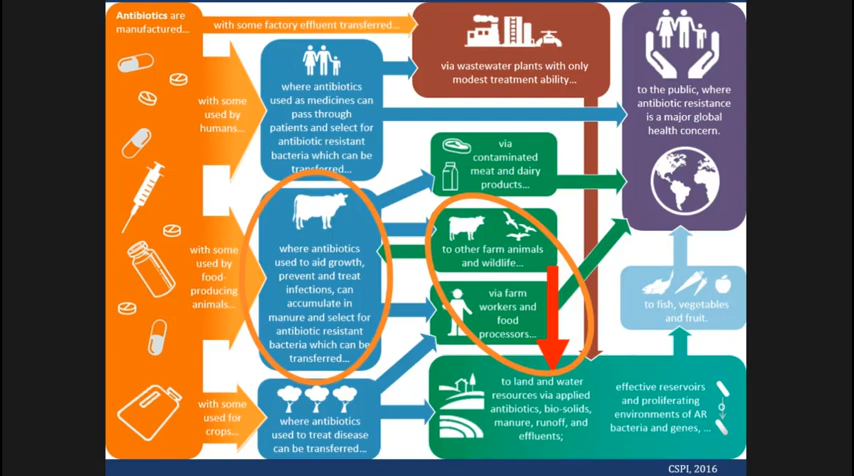 Antibiotics are
manufactured...
with some factory effluent transferred...
with some
used by
humans...
where antibiotics
used as medicines can
pass through
patients and select for
antibiotic resistant
bacteria which can be
transferred...
via wastewater plants with only
modest treatment ability...
to the public, where
antibiotic resistance
is a major global
health concern.
via
contaminated
meat and dairy
products...
with some
used by
food-
producing
animals...
where antibiotics
used to aid growth,
prevent and treat
infections, can
accumulate in
manure and select for
antibiotic resistant
bacteria which can be
transferred...
to other farm animals
and wildlife...
via farm
workers and
food
processors...
to fish, vegetables
and fruit.
with some
used for
crops...
where antibiotics
used to treat disease can be
transferred...
to land and water
resources via applied
antibiotics, bio-solids,
manure, runoff, and
effluents;
effective reservoirs
and proliferating
environments of AR
bacteria and genes, ...
CSPI, 2016